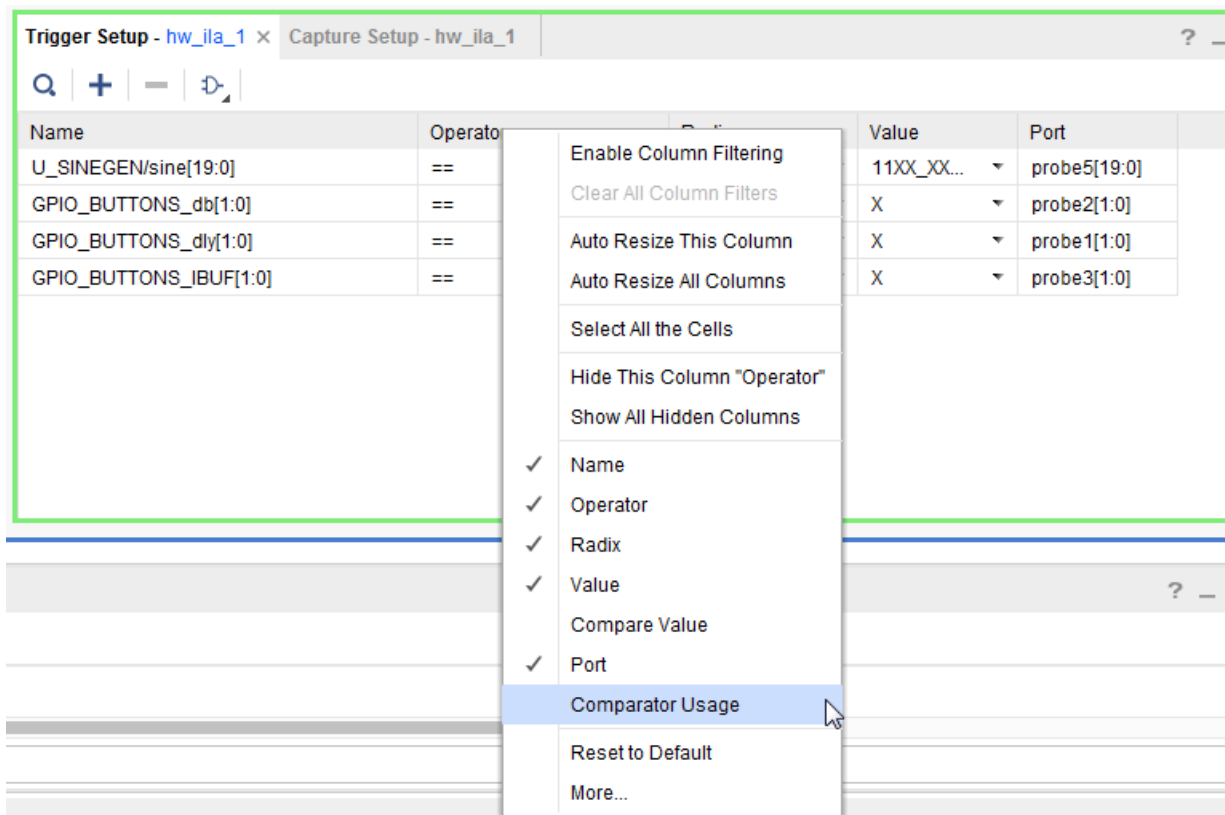 Trigger Setup - hw_ila_1 × Capture Setup - hw_ila_1 ? _
Name Value Port
U_SINEGEN/sine[19:0] == 11XX_XX... probe5[19:0]
GPIO_BUTTONS_db[1:0] == X probe2[1:0]
GPIO_BUTTONS_dly[1:0] == X probe1[1:0]
GPIO_BUTTONS_IBUF[1:0] == X probe3[1:0]
Enable Column Filtering
Clear All Column Filters
Auto Resize This Column
Auto Resize All Columns
Select All the Cells
Hide This Column "Operator"
Show All Hidden Columns
✓ Name
✓ Operator
✓ Radix
✓ Value
Compare Value
✓ Port
Comparator Usage
Reset to Default
More...
? _